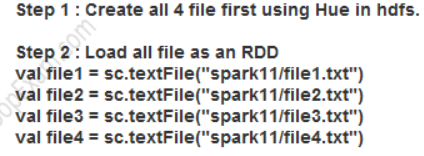 Step 1 : Create all 4 file first using Hue in hdfs.
Step 2 : Load all file as an RDD
val file1 = sc.textFile("spark11/file1.txt")
val file2 = sc.textFile("spark11/file2.txt")
val file3 = sc.textFile("spark11/file3.txt")
val file4 = sc.textFile("spark11/file4.txt")